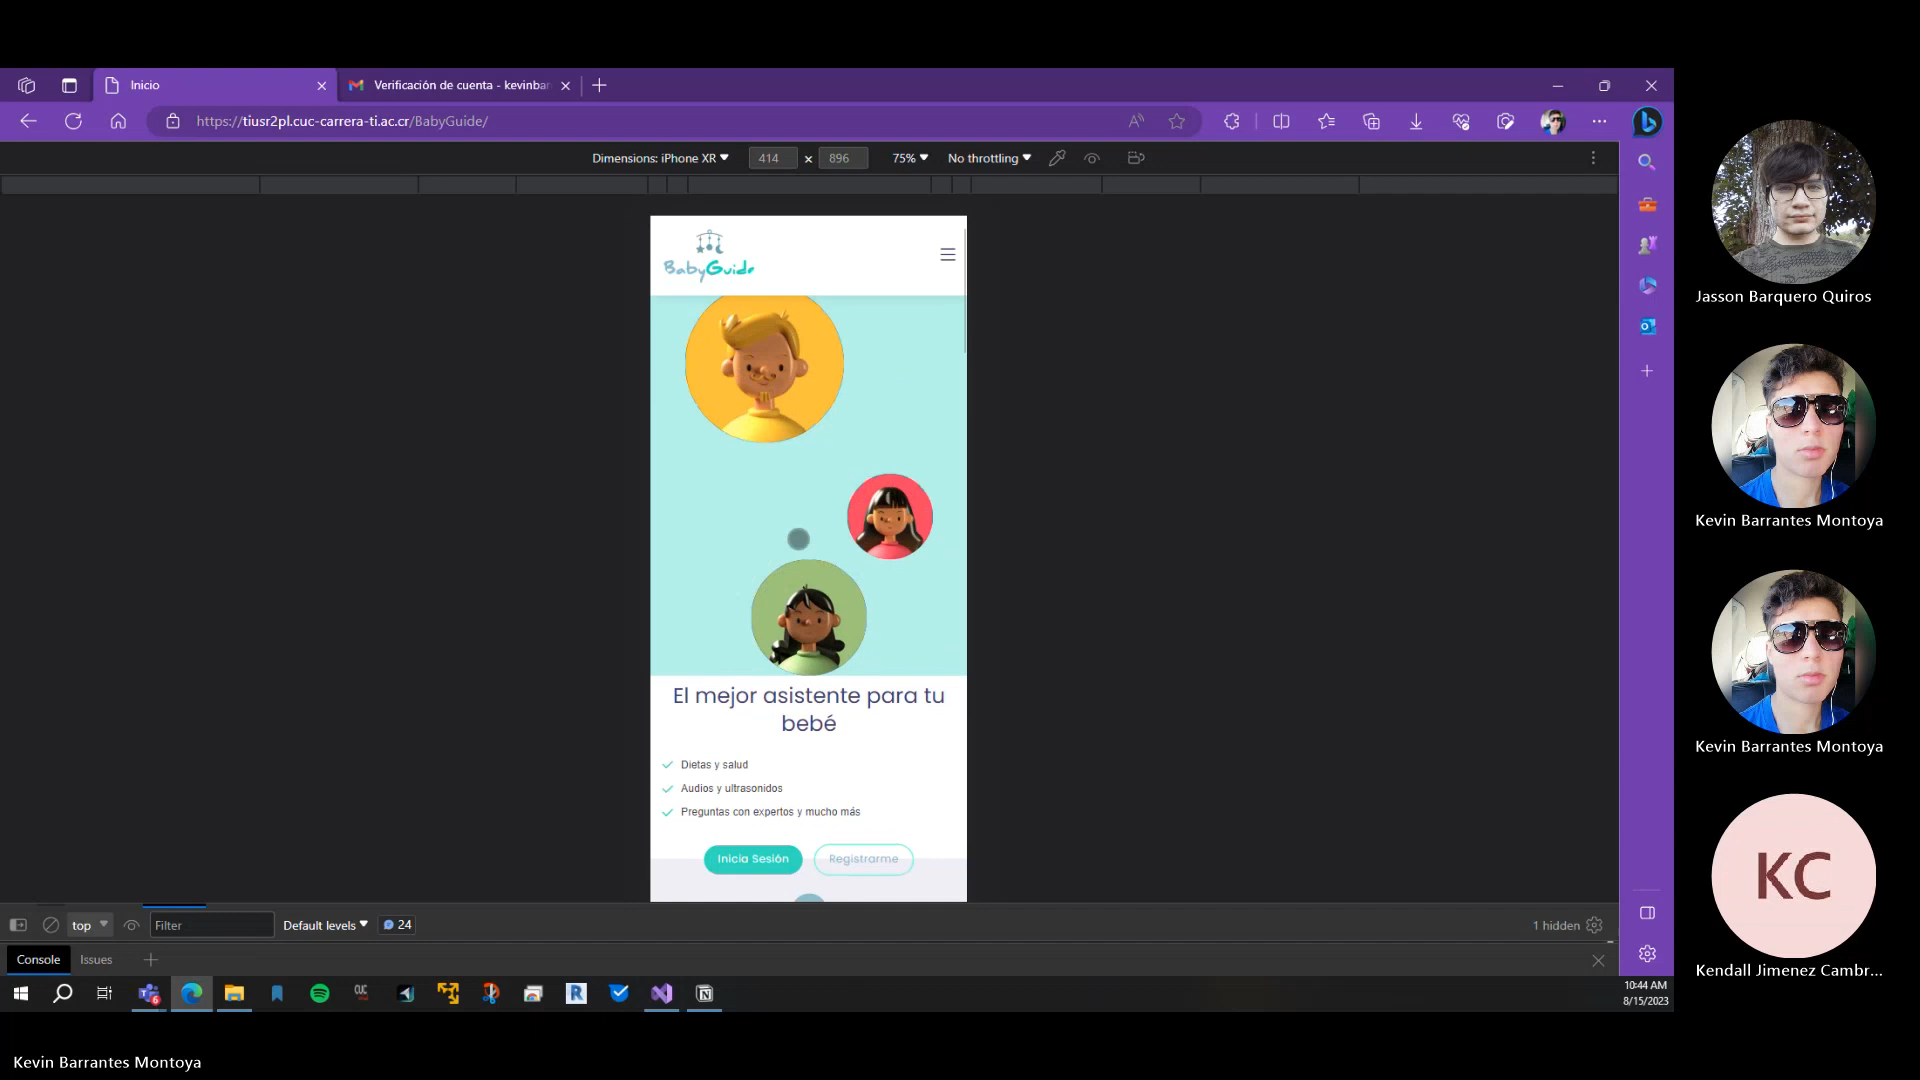 Inicio
Verificación de cuenta - kevinbar
https://tiusr2pl.cuc-carrera-ti.ac.cr/BabyGuide/
Dimensions: iPhone XR
414 × 896
75%
No throttling
BabyGuide
El mejor asistente para tu
bebé
Dietas y salud
Audios y ultrasonidos
Preguntas con expertos y mucho más
Inicia Sesión
Registrarme
top
Filter
Default levels
24
1 hidden
Console
Issues
CUC
10:44 AM
8/15/2023
Jasson Barquero Quiros
Kevin Barrantes Montoya
Kevin Barrantes Montoya
KC
Kendall Jimenez Cambr...
Kevin Barrantes Montoya